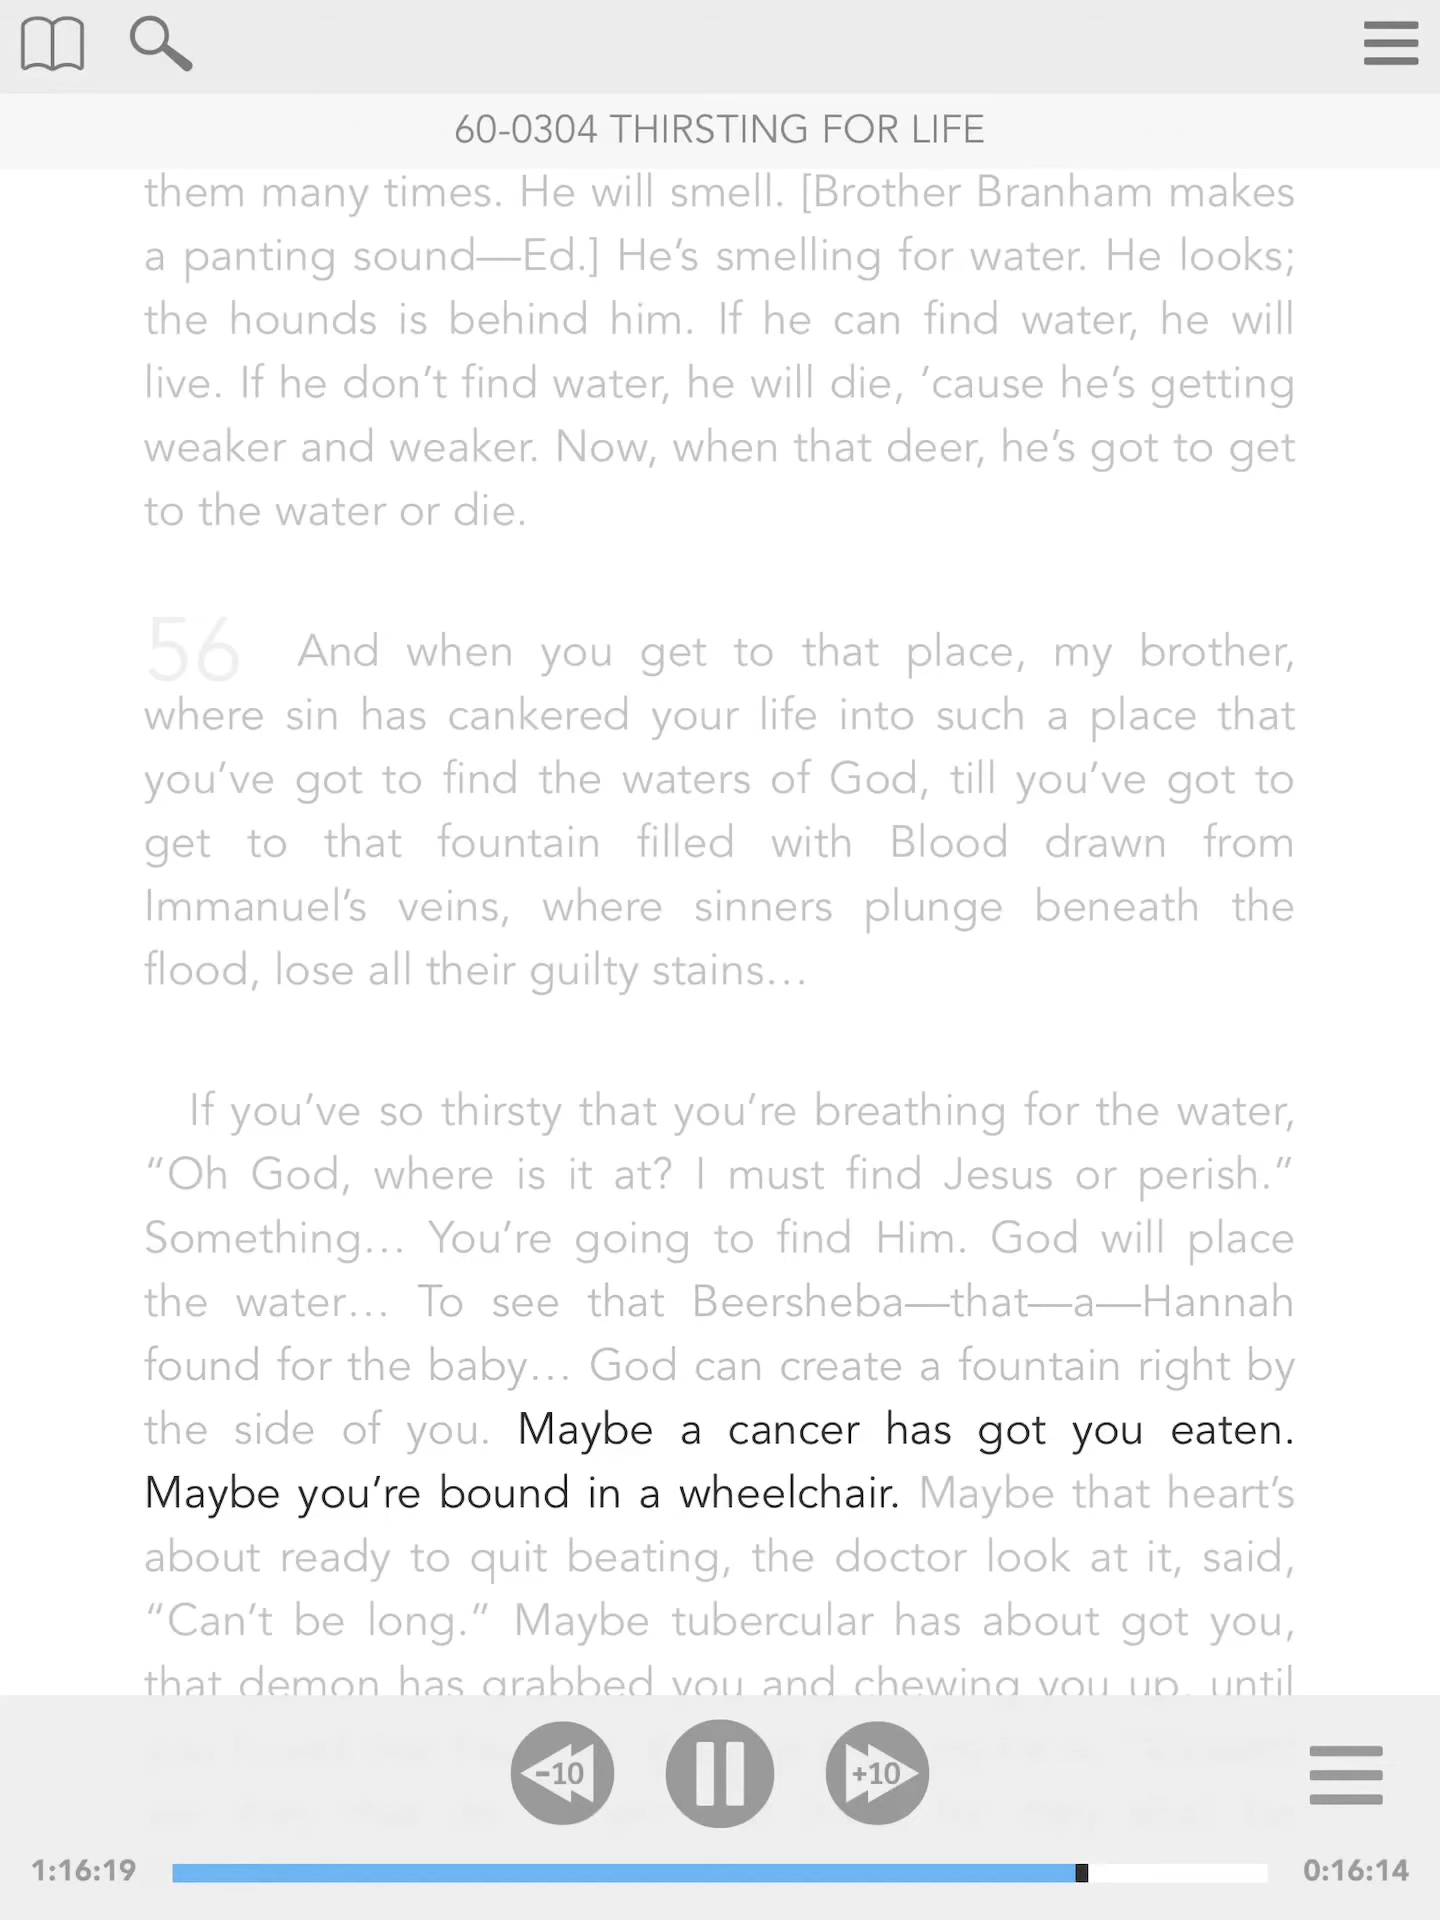 60-0304 THIRSTING FOR LIFE
them many times. He will smell. [Brother Branham makes
a panting sound—Ed.] He’s smelling for water. He looks;
the hounds is behind him. If he can find water, he will
live. If he don’t find water, he will die, ’cause he’s getting
weaker and weaker. Now, when that deer, he’s got to get
to the water or die.
56 And when you get to that place, my brother,
where sin has cankered your life into such a place that
you’ve got to find the waters of God, till you’ve got to
get to that fountain filled with Blood drawn from
Immanuel’s veins, where sinners plunge beneath the
flood, lose all their guilty stains…
If you’ve so thirsty that you’re breathing for the water,
“Oh God, where is it at? I must find Jesus or perish.”
Something… You’re going to find Him. God will place
the water… To see that Beersheba—that—a—Hannah
found for the baby… God can create a fountain right by
the side of you. Maybe a cancer has got you eaten.
Maybe you’re bound in a wheelchair. Maybe that heart’s
about ready to quit beating, the doctor look at it, said,
“Can’t be long.” Maybe tubercular has about got you,
that demon has grabbed you and chewing you up, until
-10 +10
1:16:19 0:16:14